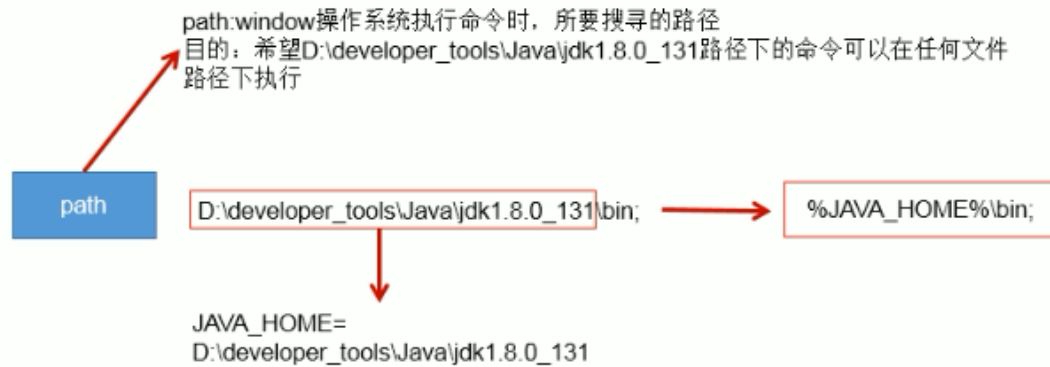 path:window操作系统执行命令时，所要搜寻的路径
目的：希望D:\developer_tools\Java\jdk1.8.0_131路径下的命令可以在任何文件
路径下执行
path
D:\developer_tools\Java\jdk1.8.0_131\bin;
%JAVA_HOME%\bin;
JAVA_HOME=
D:\developer_tools\Java\jdk1.8.0_131